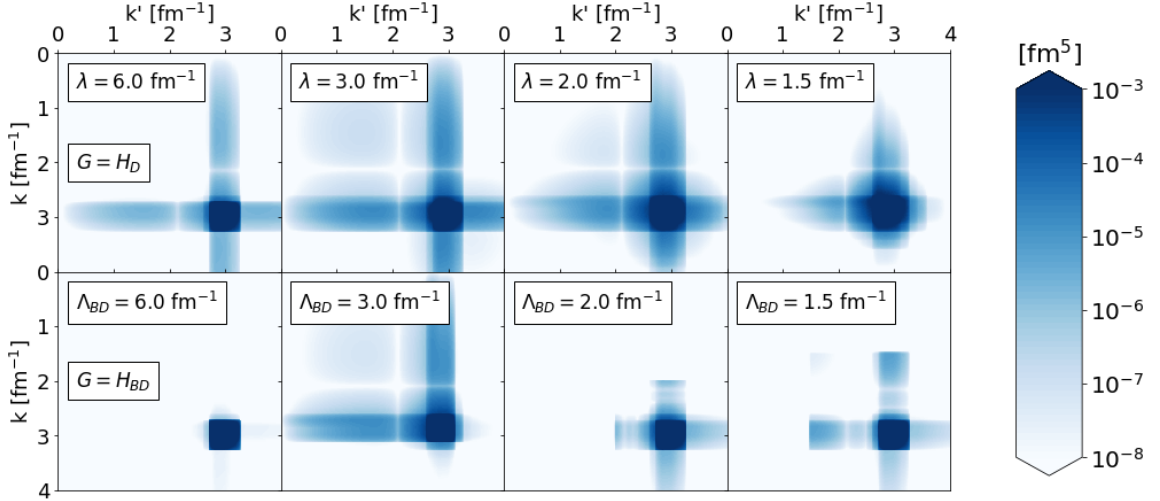 k' [fm⁻¹] k' [fm⁻¹] k' [fm⁻¹] k' [fm⁻¹]
0 1 2 3 0 1 2 3 0 1 2 3 0 1 2 3 4
[fm⁵]
0
λ = 6.0 fm⁻¹ λ = 3.0 fm⁻¹ λ = 2.0 fm⁻¹ λ = 1.5 fm⁻¹
10⁻³
1
k [fm⁻¹]
G = H_D
2
10⁻⁴
3
10⁻⁵
0
Λ_BD = 6.0 fm⁻¹ Λ_BD = 3.0 fm⁻¹ Λ_BD = 2.0 fm⁻¹ Λ_BD = 1.5 fm⁻¹
10⁻⁶
1
k [fm⁻¹]
G = H_BD
2
10⁻⁷
3
10⁻⁸
4